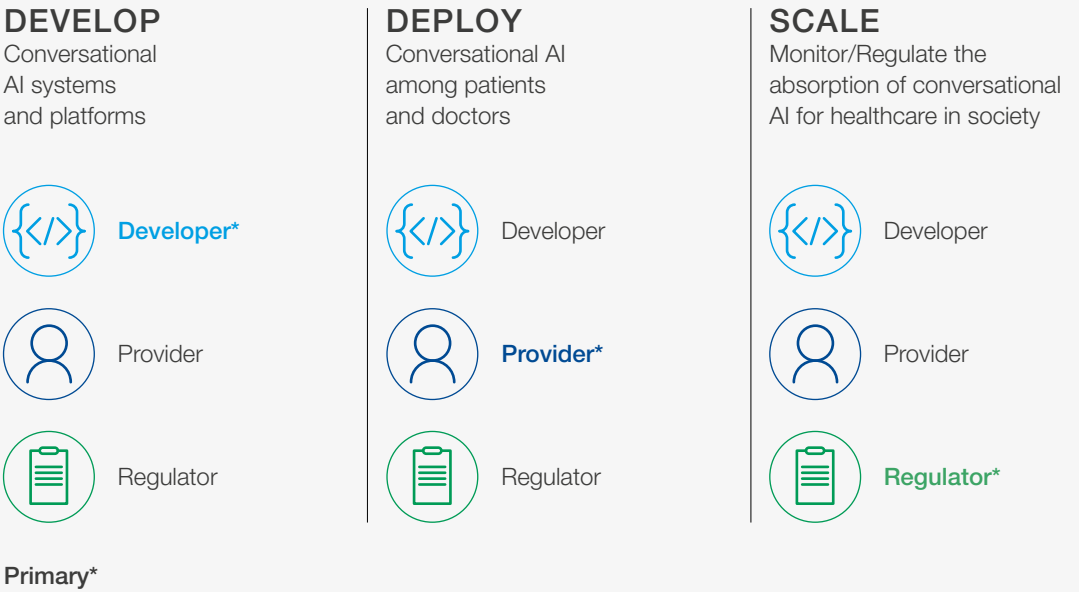 DEVELOP
Conversational
AI systems
and platforms
Developer*
Provider
Regulator
DEPLOY
Conversational AI
among patients
and doctors
Developer
Provider*
Regulator
SCALE
Monitor/Regulate the
absorption of conversational
AI for healthcare in society
Developer
Provider
Regulator*
Primary*